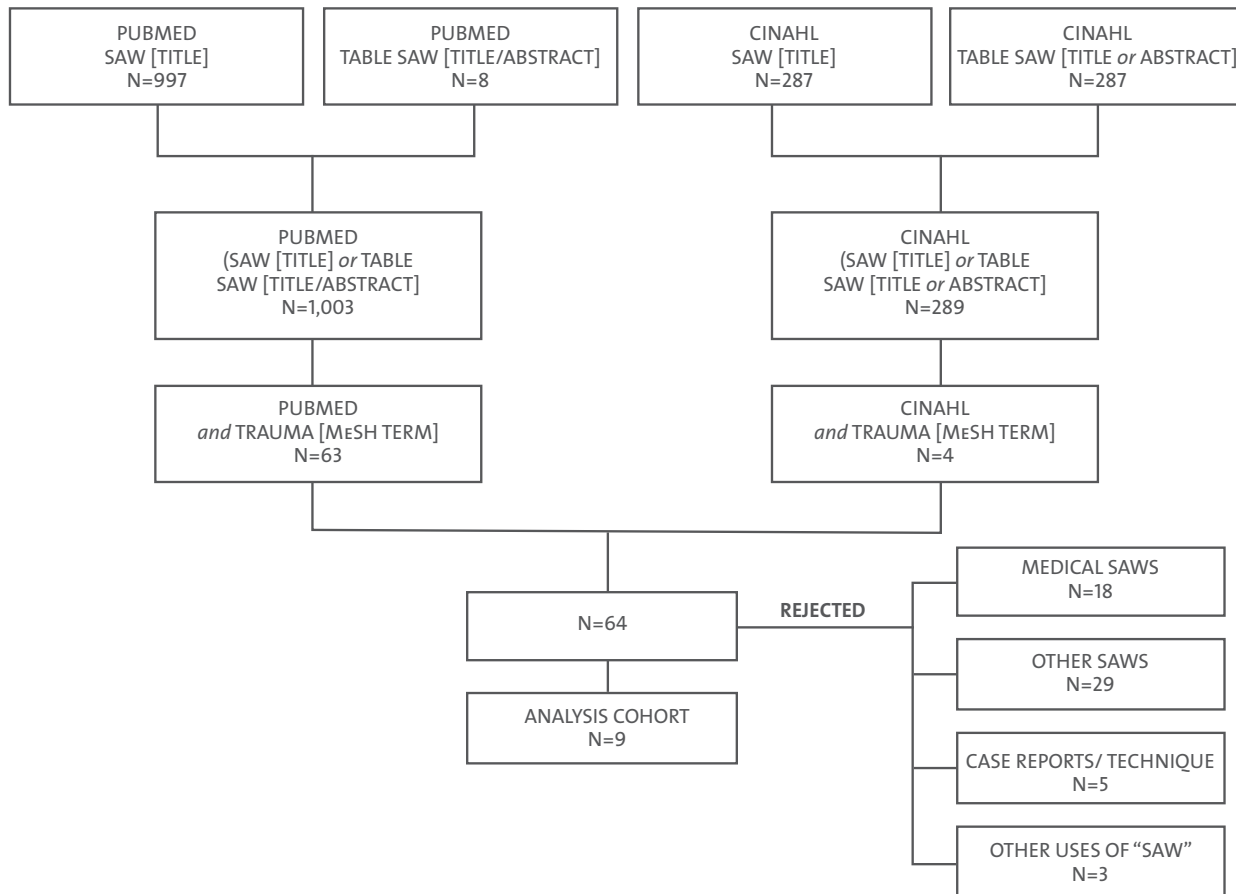 PUBMED
SAW [TITLE]
N=997
PUBMED
TABLE SAW [TITLE/ABSTRACT]
N=8
CINAHL
SAW [TITLE]
N=287
CINAHL
TABLE SAW [TITLE or ABSTRACT]
N=287
PUBMED
(SAW [TITLE] or TABLE
SAW [TITLE/ABSTRACT]
N=1,003
CINAHL
(SAW [TITLE] or TABLE
SAW [TITLE or ABSTRACT]
N=289
PUBMED
and TRAUMA [MESH TERM]
N=63
CINAHL
and TRAUMA [MESH TERM]
N=4
N=64
REJECTED
MEDICAL SAWS
N=18
OTHER SAWS
N=29
CASE REPORTS/ TECHNIQUE
N=5
OTHER USES OF “SAW”
N=3
ANALYSIS COHORT
N=9